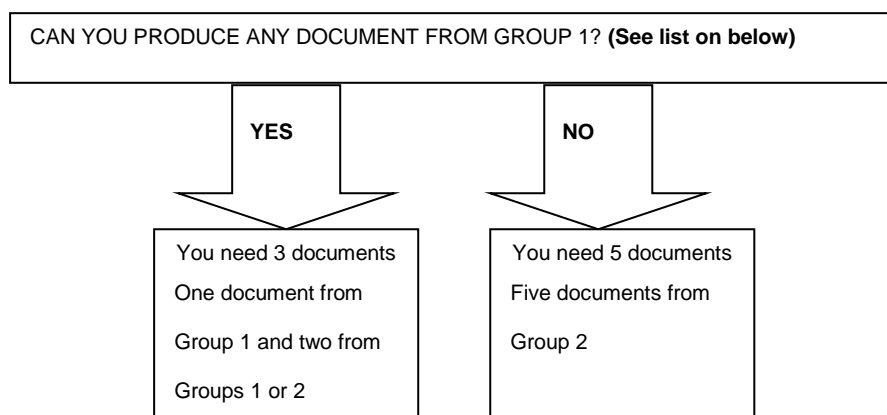 CAN YOU PRODUCE ANY DOCUMENT FROM GROUP 1? (See list on below)
YES
NO
You need 3 documents
One document from
Group 1 and two from
Groups 1 or 2
You need 5 documents
Five documents from
Group 2